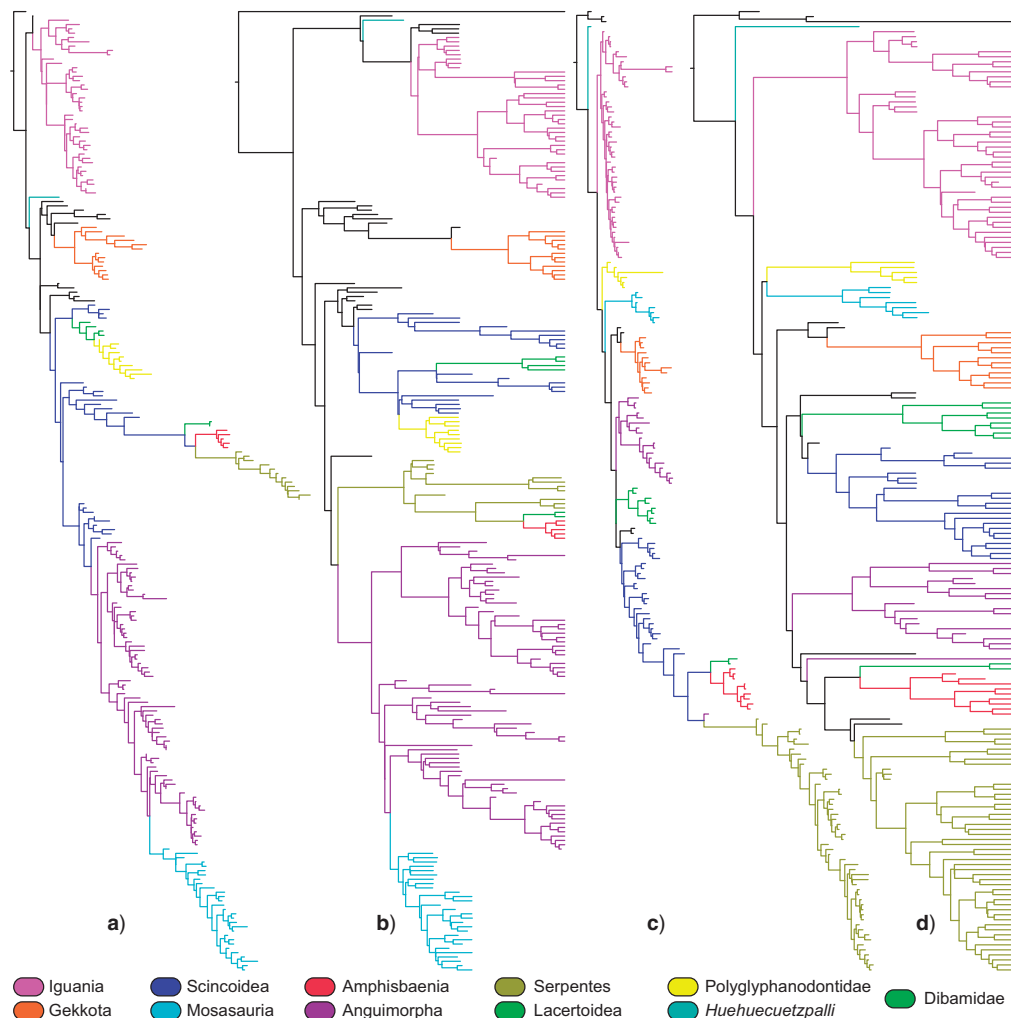 a) b) c) d)
Iguania Scincoidea Amphisbaenia Serpentes Polyglyphanodontidae Dibamidae
Gekkota Mosasauria Anguimorpha Lacertoidea Huehuecuetzpalli